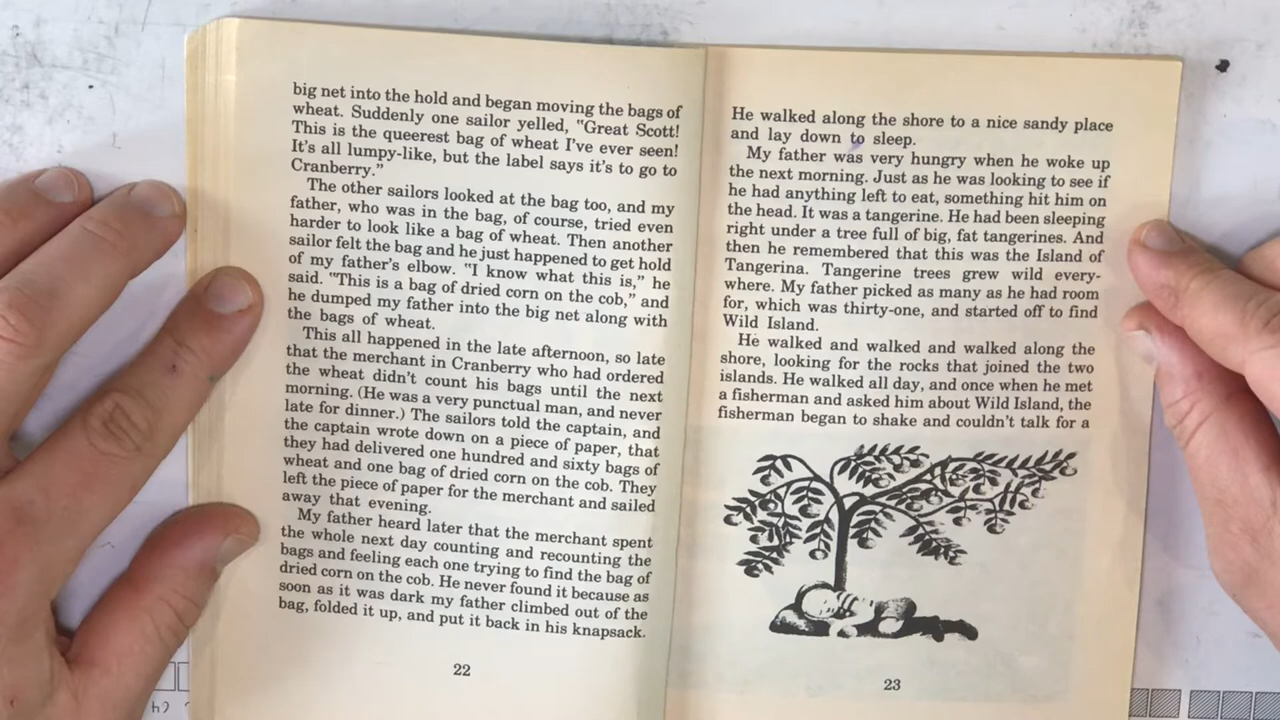 big net into the hold and began moving the bags of
wheat. Suddenly one sailor yelled, "Great Scott!
This is the queerest bag of wheat I've ever seen!
It's all lumpy-like, but the label says it's to go to
Cranberry."
The other sailors looked at the bag too, and my
father, who was in the bag, of course, tried even
harder to look like a bag of wheat. Then another
sailor felt the bag and he just happened to get hold
of my father's elbow. "I know what this is," he
said. "This is a bag of dried corn on the cob," and
he dumped my father into the big net along with
the bags of wheat.
This all happened in the late afternoon, so late
that the merchant in Cranberry who had ordered
the wheat didn't count his bags until the next
morning. (He was a very punctual man, and never
late for dinner.) The sailors told the captain, and
the captain wrote down on a piece of paper, that
they had delivered one hundred and sixty bags of
wheat and one bag of dried corn on the cob. They
left the piece of paper for the merchant and sailed
away that evening.
My father heard later that the merchant spent
the whole next day counting and recounting the
bags and feeling each one trying to find the bag of
dried corn on the cob. He never found it because as
soon as it was dark my father climbed out of the
bag, folded it up, and put it back in his knapsack.
22
He walked along the shore to a nice sandy place
and lay down to sleep.
My father was very hungry when he woke up
the next morning. Just as he was looking to see if
he had anything left to eat, something hit him on
the head. It was a tangerine. He had been sleeping
right under a tree full of big, fat tangerines. And
then he remembered that this was the Island of
Tangerina. Tangerine trees grew wild every-
where. My father picked as many as he had room
for, which was thirty-one, and started off to find
Wild Island.
He walked and walked and walked along the
shore, looking for the rocks that joined the two
islands. He walked all day, and once when he met
a fisherman and asked him about Wild Island, the
fisherman began to shake and couldn't talk for a
23